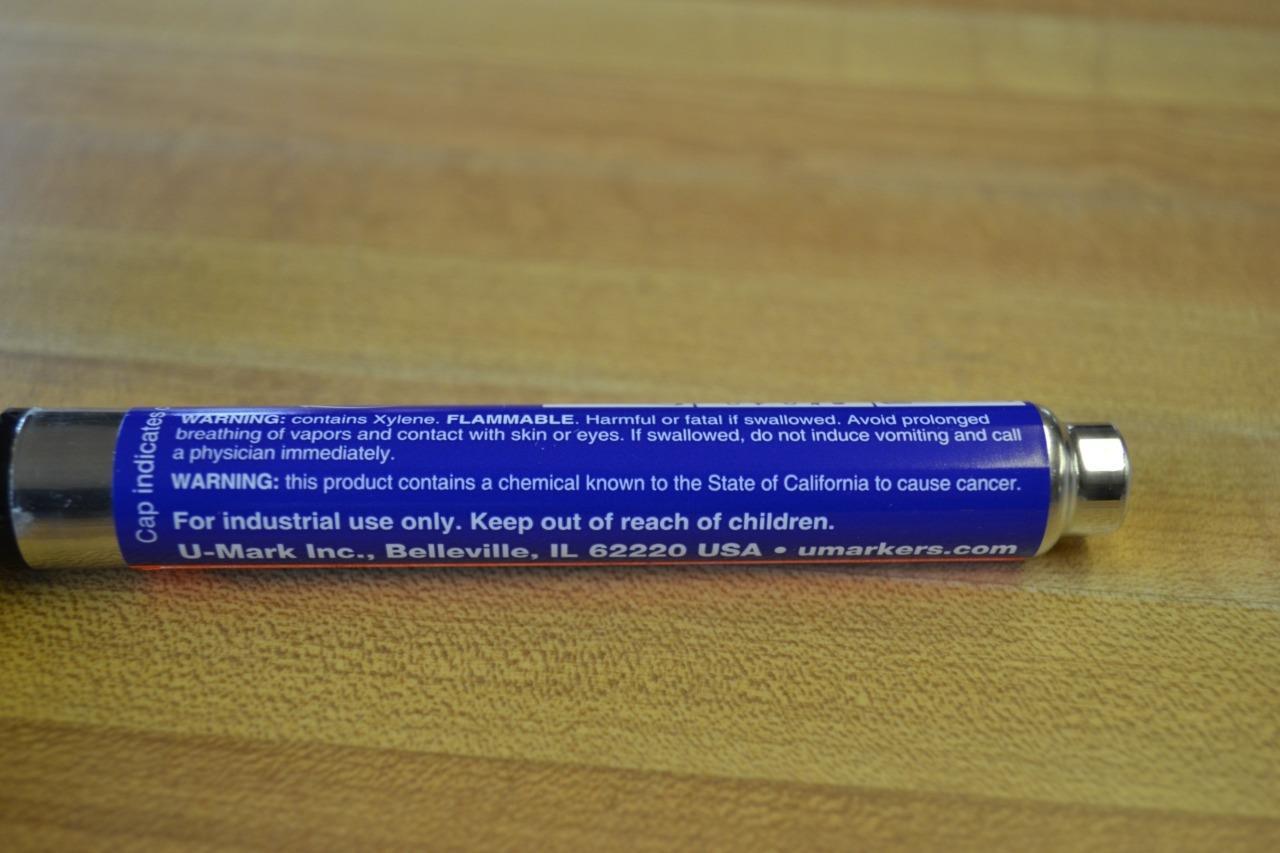 Cap indicates
WARNING: contains Xylene. FLAMMABLE. Harmful or fatal if swallowed. Avoid prolonged
breathing of vapors and contact with skin or eyes. If swallowed, do not induce vomiting and call
a physician immediately.
WARNING: this product contains a chemical known to the State of California to cause cancer.
For industrial use only. Keep out of reach of children.
U-Mark Inc., Belleville, IL 62220 USA • umarkers.com